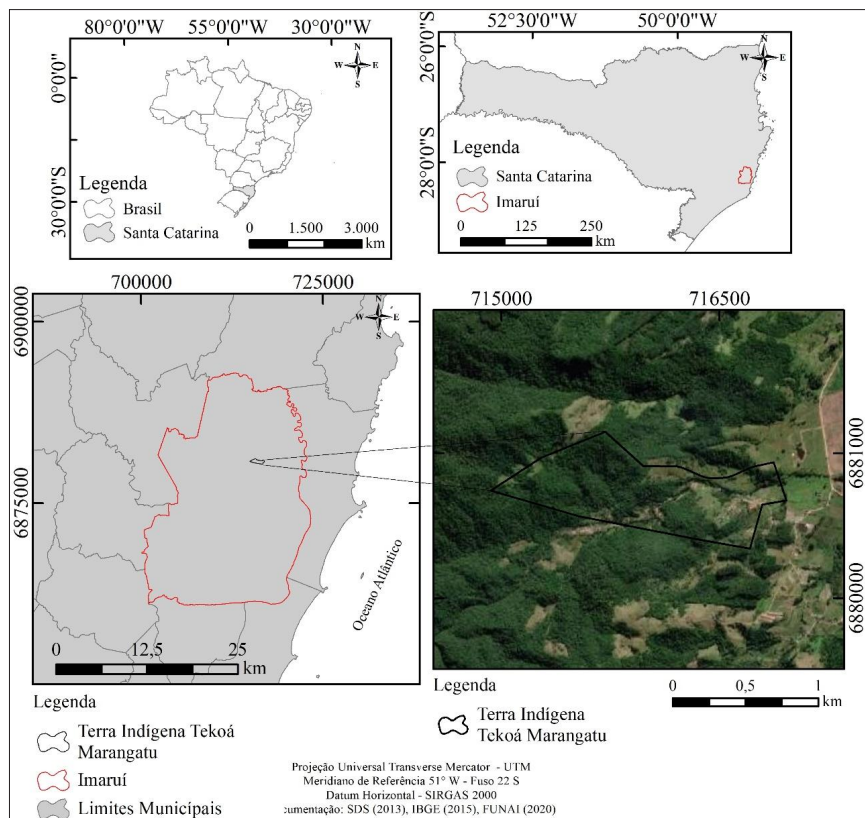 80°0'0"W 55°0'0"W 30°0'0"W
0°0'0"
30°0'0"S
N
W E
S
Legenda
Brasil
Santa Catarina
0 1.500 3.000
km
52°30'0"S 50°0'0"S
26°0'0"S
28°0'0"S
N
W E
S
Legenda
Santa Catarina
Imaruí
0 125 250
km
700000 725000
6900000
6875000
N
W E
S
Oceano Atlântico
0 12,5 25
km
Legenda
Terra Indígena Tekoá
Marangatu
Imaruí
Limites Municípais
715000 716500
6881000
6880000
Legenda
Terra Indígena
Tekoá Marangatu
0 0,5 1
km
Projeção Universal Transverse Mercator - UTM
Meridiano de Referência 51° W - Fuso 22 S
Datum Horizontal - SIRGAS 2000
cumentação: SDS (2013), IBGE (2015), FUNAI (2020)